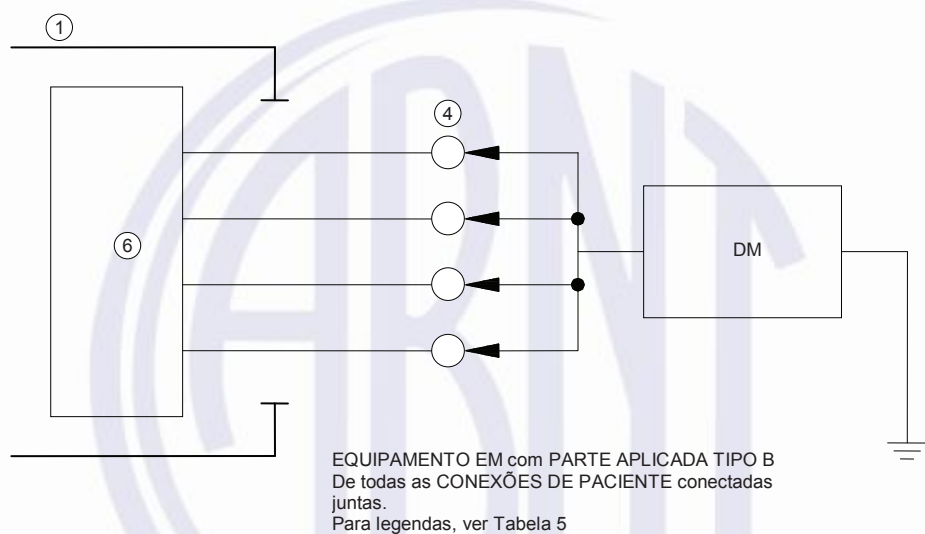 1
4
6
DM
EQUIPAMENTO EM com PARTE APLICADA TIPO B
De todas as CONEXÕES DE PACIENTE conectadas
juntas.
Para legendas, ver Tabela 5
ABNT